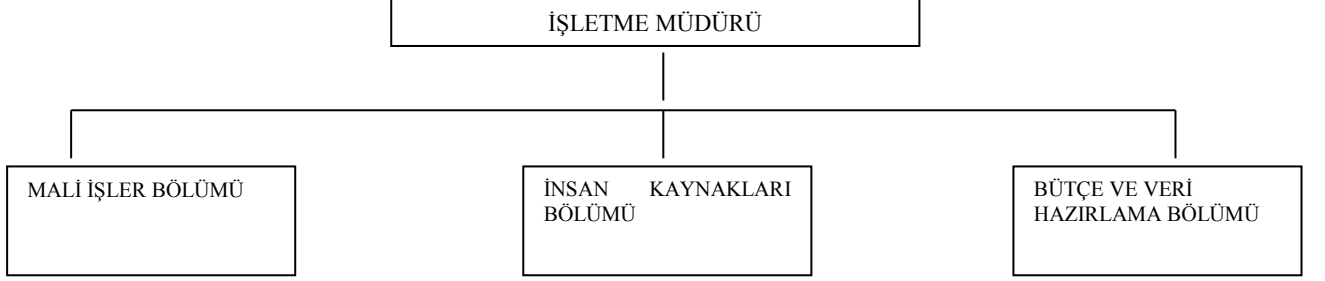 İŞLETME MÜDÜRÜ
MALİ İŞLER BÖLÜMÜ
İNSAN KAYNAKLARI
BÖLÜMÜ
BÜTÇE VE VERİ
HAZIRLAMA BÖLÜMÜ